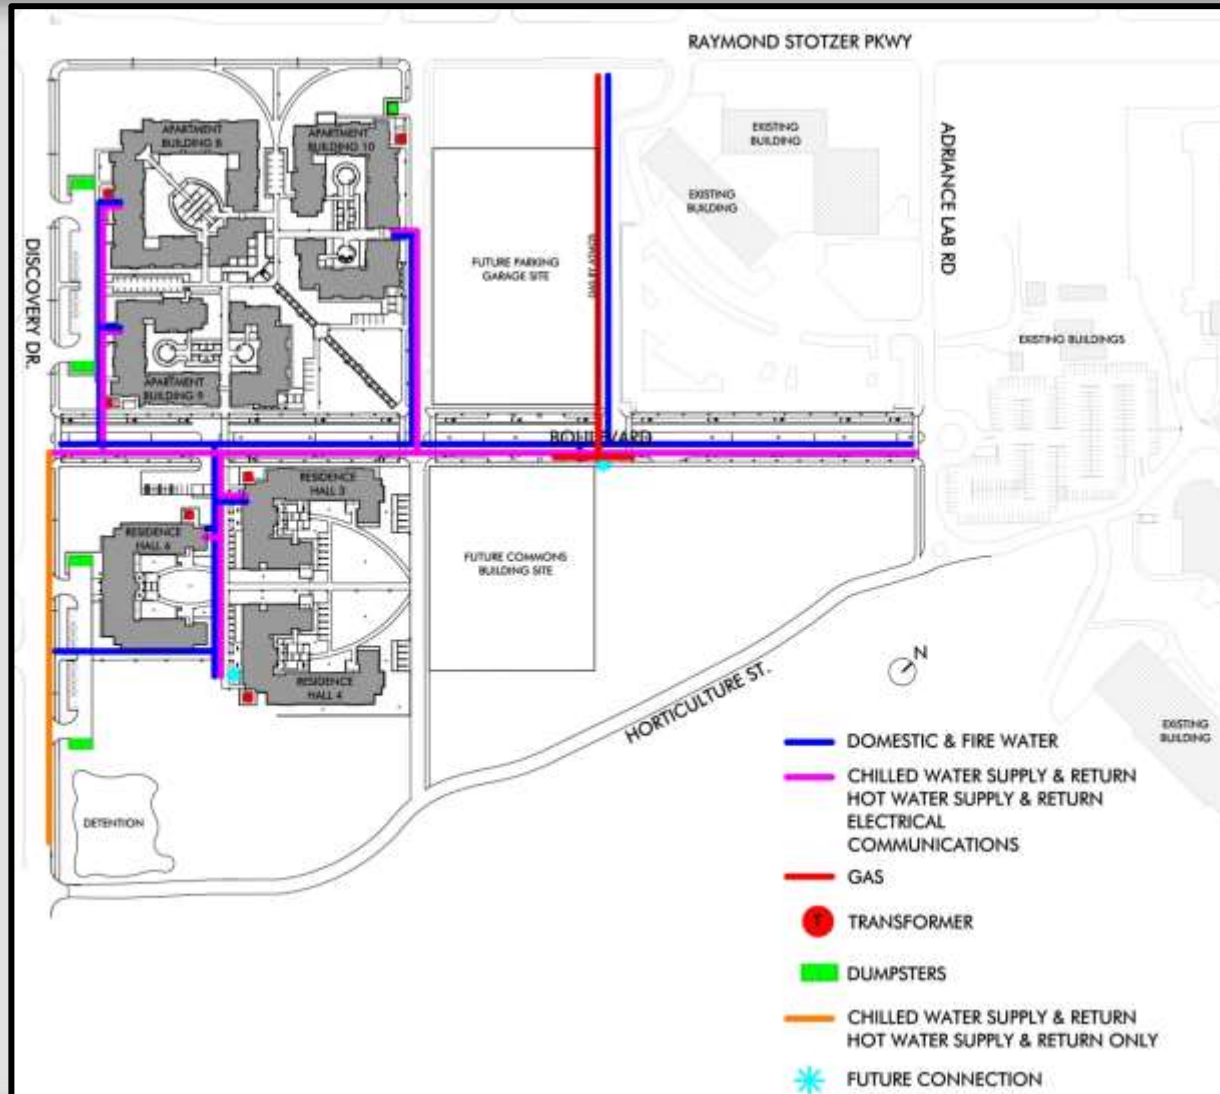 RAYMOND STOTZER PKWY
APARTMENT
BUILDING 8
APARTMENT
BUILDING 10
EXISTING
BUILDING
EXISTING
BUILDING
ADRIANCE LAB RD
DISCOVERY DR.
FUTURE PARKING
GARAGE SITE
EXISTING BUILDINGS
APARTMENT
BUILDING 9
BOULEVARD
RESIDENCE
HALL 3
RESIDENCE
HALL 6
FUTURE COMMONS
BUILDING SITE
N
RESIDENCE
HALL 4
HORTICULTURE ST.
EXISTING
BUILDING
DETENTION
DOMESTIC & FIRE WATER
CHILLED WATER SUPPLY & RETURN
HOT WATER SUPPLY & RETURN
ELECTRICAL
COMMUNICATIONS
GAS
T
TRANSFORMER
DUMPSTERS
CHILLED WATER SUPPLY & RETURN
HOT WATER SUPPLY & RETURN ONLY
FUTURE CONNECTION